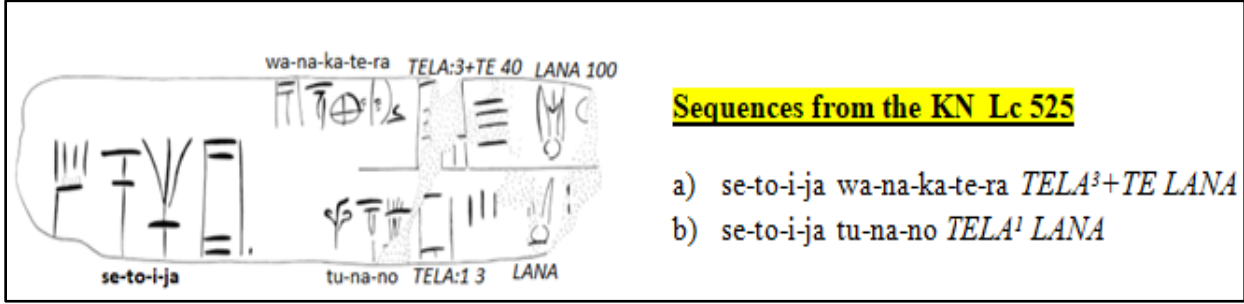 wa-na-ka-te-ra TELA:3+TE 40 LANA 100
se-to-i-ja
tu-na-no TELA:1 3 LANA
Sequences from the KN Lc 525
a) se-to-i-ja wa-na-ka-te-ra TELA³+TE LANA
b) se-to-i-ja tu-na-no TELA¹ LANA